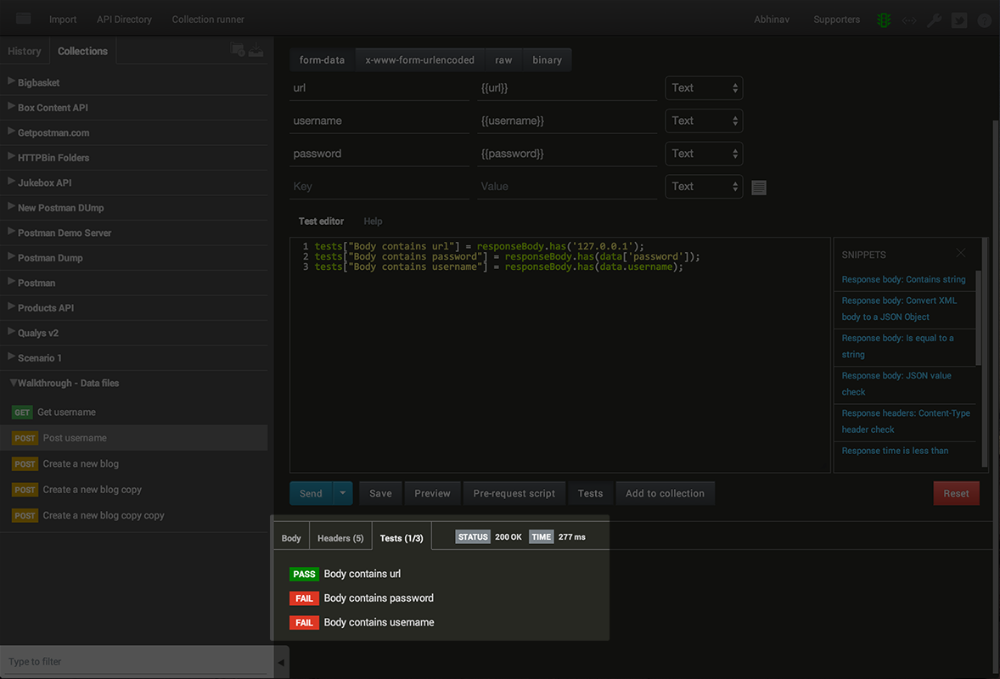 Import API Directory Collection runner Abhinav Supporters
History Collections
Bigbasket
Box Content API
Getpostman.com
HTTPBin Folders
Jukebox API
New Postman DUmp
Postman Demo Server
Postman Dump
Postman
Products API
Qualys v2
Scenario 1
Walkthrough - Data files
GET Get username
POST Post username
POST Create a new blog
POST Create a new blog copy
POST Create a new blog copy copy
Type to filter
form-data x-www-form-urlencoded raw binary
url {{url}} Text
username {{username}} Text
password {{password}} Text
Key Value Text
Test editor Help
1 tests["Body contains url"] = responseBody.has('127.0.0.1');
2 tests["Body contains password"] = responseBody.has(data['password']);
3 tests["Body contains username"] = responseBody.has(data.username);
SNIPPETS
Response body: Contains string
Response body: Convert XML
body to a JSON Object
Response body: Is equal to a
string
Response body: JSON value
check
Response headers: Content-Type
header check
Response time is less than
Send Save Preview Pre-request script Tests Add to collection Reset
Body Headers (5) Tests (1/3) STATUS 200 OK TIME 277 ms
PASS Body contains url
FAIL Body contains password
FAIL Body contains username